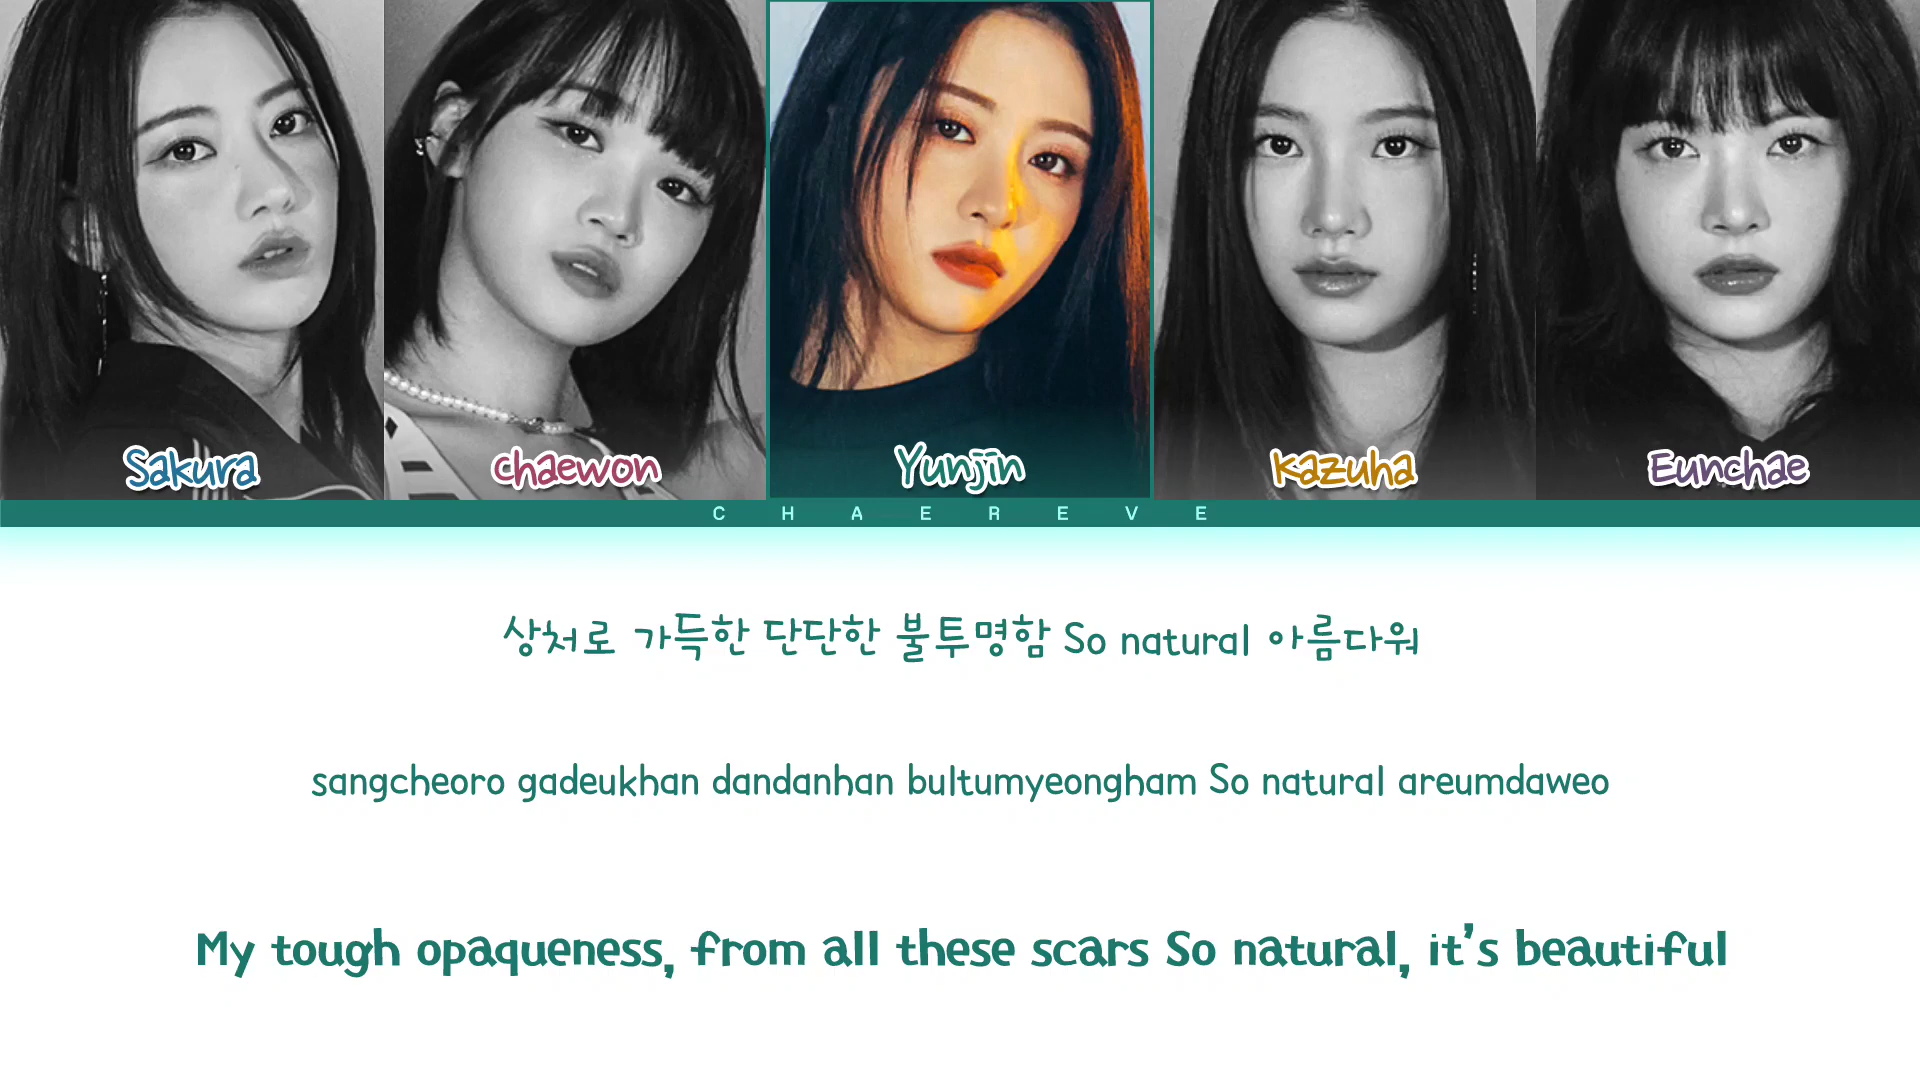 Sakura chaewon Yunjin kazuha Eunchae
CHAEREVE
상처로 가득한 단단한 불투명함 So natural 아름다워
sangcheoro gadeukhan dandanhan bultumyeongham So natural areumdaweo
My tough opaqueness, from all these scars So natural, it's beautiful